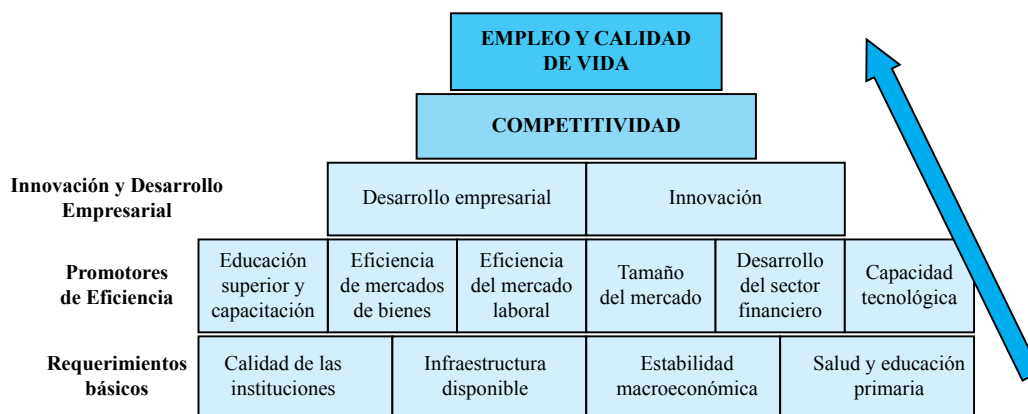 EMPLEO Y CALIDAD
DE VIDA
COMPETITIVIDAD
Innovación y Desarrollo
Empresarial
Desarrollo empresarial
Innovación
Promotores
de Eficiencia
Educación
superior y
capacitación
Eficiencia
de mercados
de bienes
Eficiencia
del mercado
laboral
Tamaño
del mercado
Desarrollo
del sector
financiero
Capacidad
tecnológica
Requerimientos
básicos
Calidad de las
instituciones
Infraestructura
disponible
Estabilidad
macroeconómica
Salud y educación
primaria